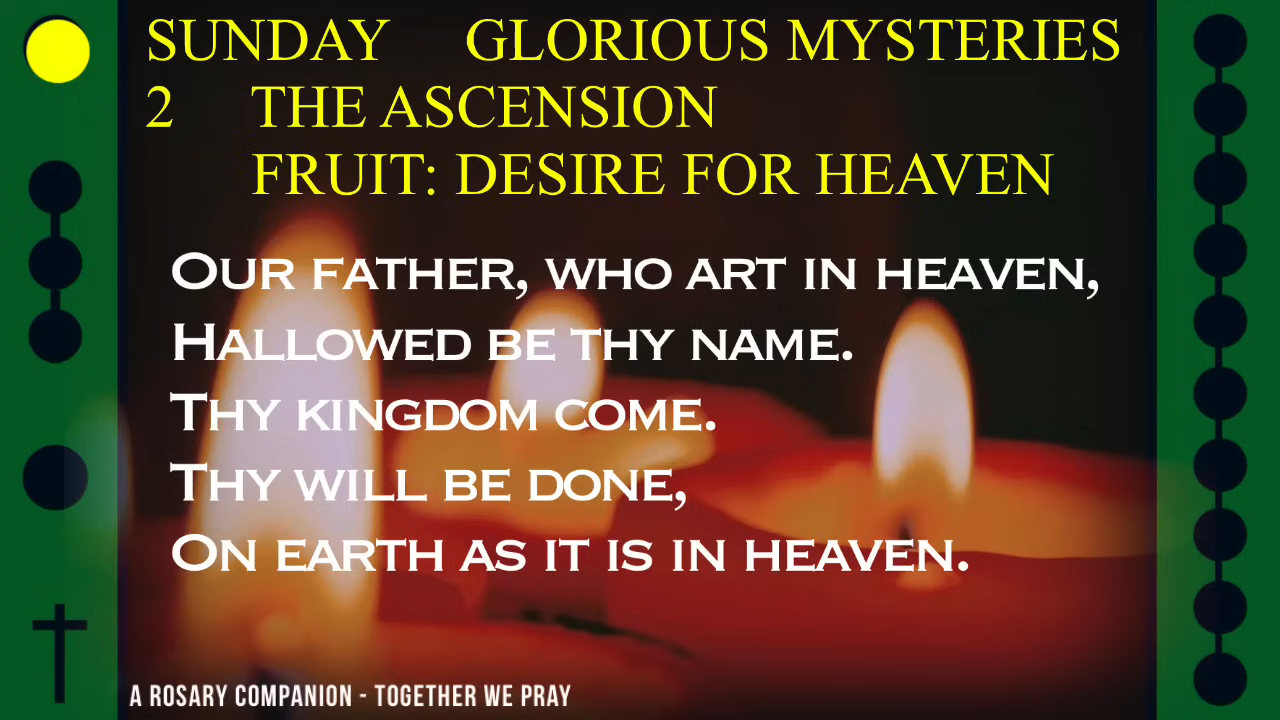 SUNDAY GLORIOUS MYSTERIES
2 THE ASCENSION
FRUIT: DESIRE FOR HEAVEN
OUR FATHER, WHO ART IN HEAVEN,
HALLOWED BE THY NAME.
THY KINGDOM COME.
THY WILL BE DONE,
ON EARTH AS IT IS IN HEAVEN.
A ROSARY COMPANION - TOGETHER WE PRAY